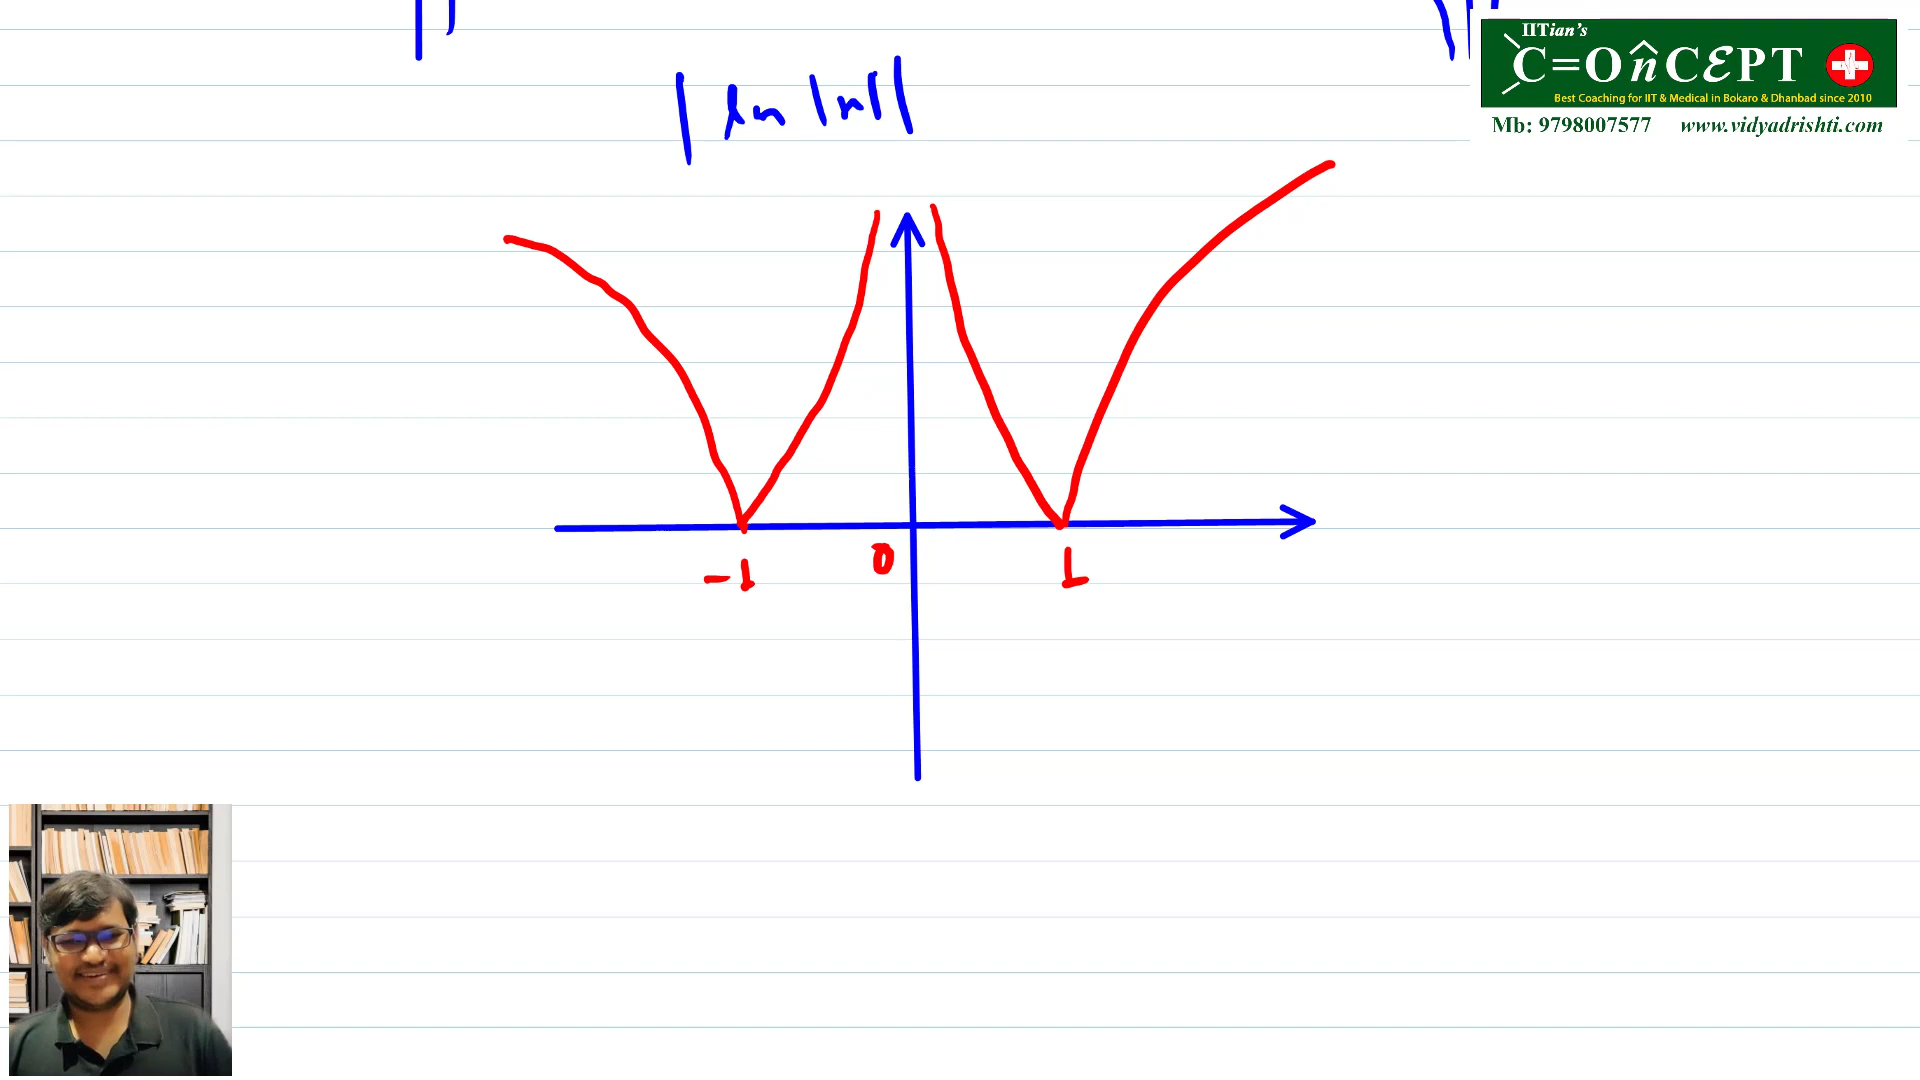 IITian's
C=OnCEPT
Best Coaching for IIT & Medical in Bokaro & Dhanbad since 2010
Mb: 9798007577 www.vidyadrishti.com
| ln |x| |
-1 0 1